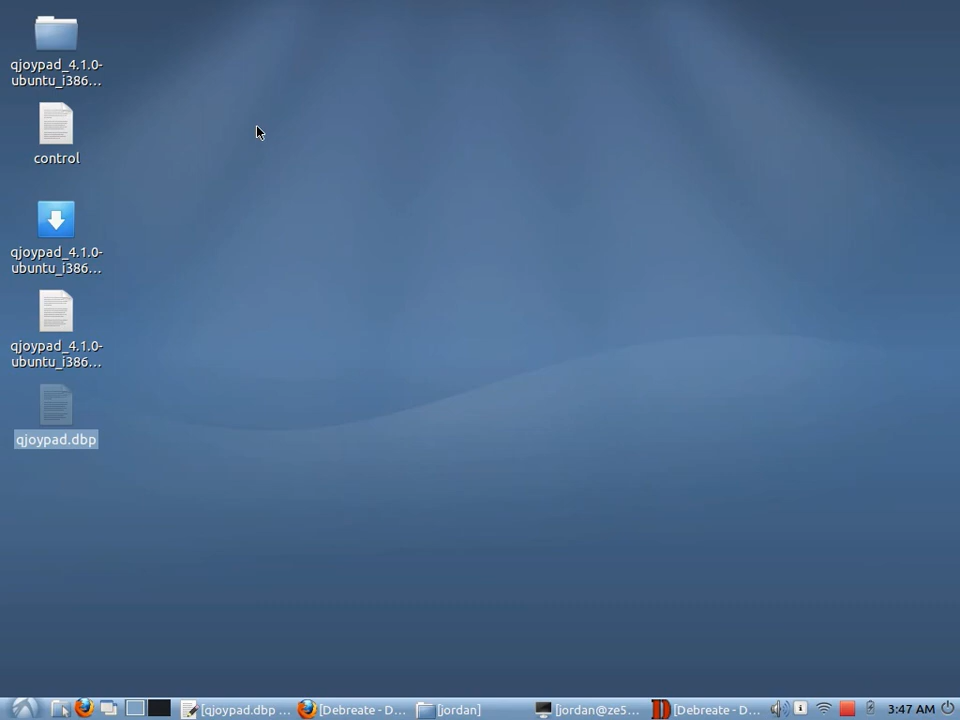 qjoypad_4.1.0-
ubuntu_i386...
control
qjoypad_4.1.0-
ubuntu_i386...
qjoypad_4.1.0-
ubuntu_i386...
qjoypad.dbp
[qjoypad.dbp ... [Debreate - D... [jordan] [jordan@ze5... [Debreate - D... 3:47 AM